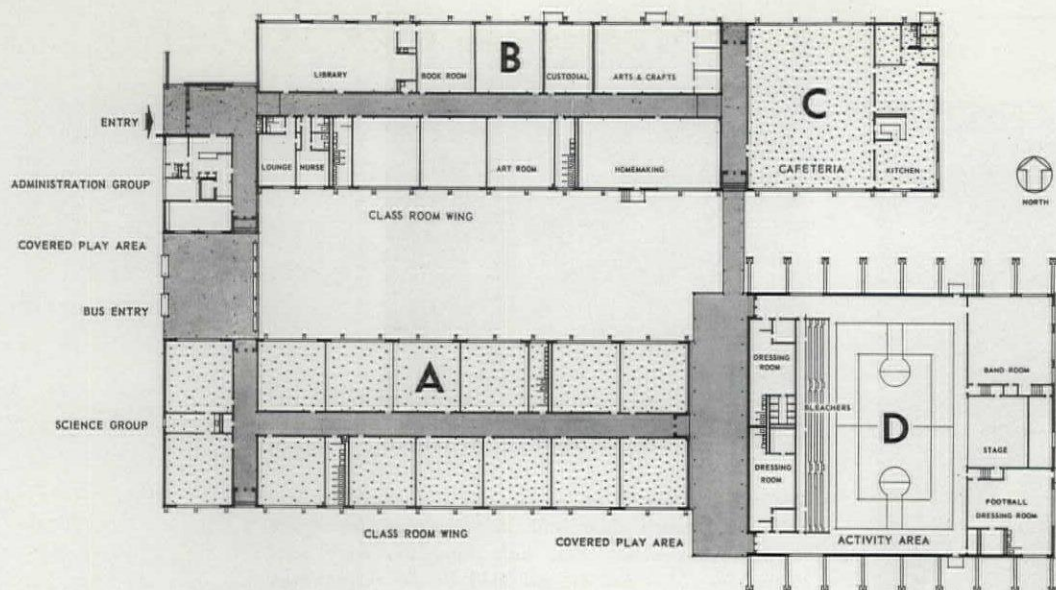 B
LIBRARY
BOOK ROOM
CUSTODIAL
ARTS & CRAFTS
C
CAFETERIA
KITCHEN
ENTRY
LOUNGE
NURSE
ART ROOM
HOMEMAKING
ADMINISTRATION GROUP
NORTH
CLASS ROOM WING
COVERED PLAY AREA
BUS ENTRY
A
DRESSING
ROOM
BLEACHERS
BAND ROOM
D
SCIENCE GROUP
STAGE
DRESSING
ROOM
FOOTBALL
DRESSING ROOM
CLASS ROOM WING
COVERED PLAY AREA
ACTIVITY AREA